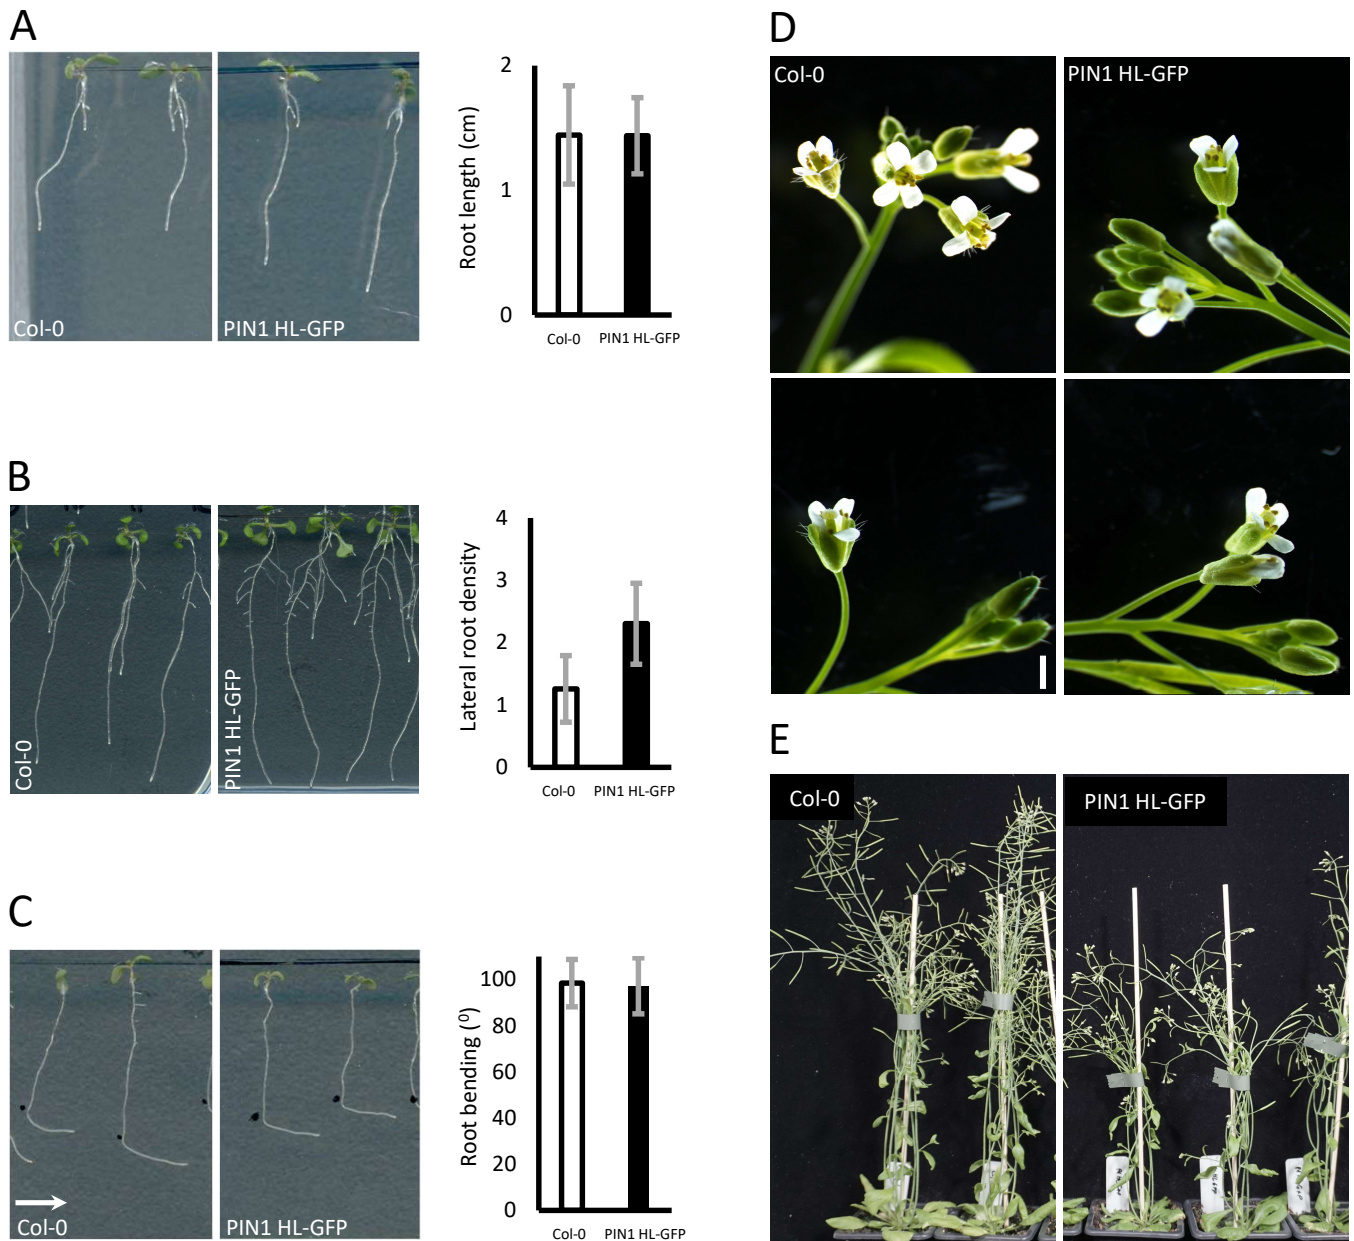 A
Col-0
PIN1 HL-GFP
Root length (cm)
2
1
0
Col-0
PIN1 HL-GFP
B
Col-0
PIN1 HL-GFP
Lateral root density
4
3
2
1
0
Col-0
PIN1 HL-GFP
C
Col-0
PIN1 HL-GFP
Root bending (⁰)
100
80
60
40
20
0
Col-0
PIN1 HL-GFP
D
Col-0
PIN1 HL-GFP
E
Col-0
PIN1 HL-GFP